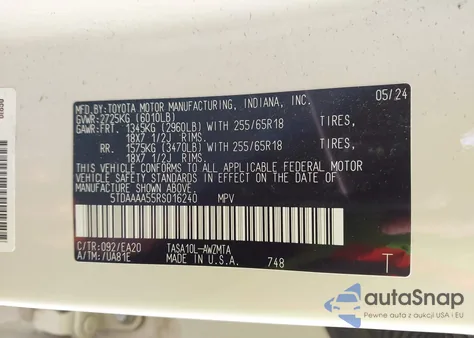 MFD.BY:TOYOTA MOTOR MANUFACTURING, INDIANA, INC. 05/24
GVWR:2725KG (6010LB)
GAWR:FRT. 1345KG (2960LB) WITH 255/65R18 TIRES,
18X7 1/2J RIMS.
RR. 1575KG (3470LB) WITH 255/65R18 TIRES,
18X7 1/2J RIMS.
THIS VEHICLE CONFORMS TO ALL APPLICABLE FEDERAL MOTOR
VEHICLE SAFETY STANDARDS IN EFFECT ON THE DATE OF
MANUFACTURE SHOWN ABOVE.
5TDAAAA55RS016240 MPV
C/TR:092/EA20 TASA10L-AWZMTA
A/TM:/UA81E MADE IN U.S.A. 748 T
autoSnap
Pewne auta z aukcji USA i EU